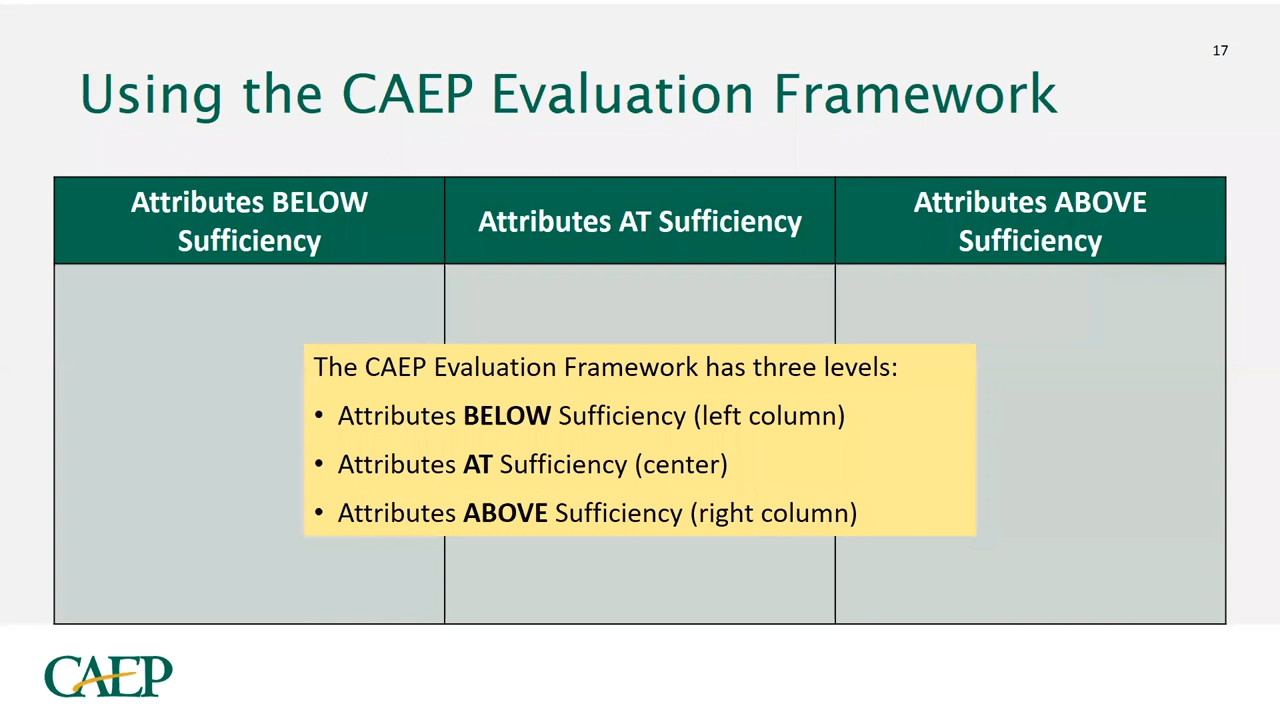 17
Using the CAEP Evaluation Framework
Attributes BELOW
Sufficiency
Attributes AT Sufficiency
Attributes ABOVE
Sufficiency
The CAEP Evaluation Framework has three levels:
• Attributes BELOW Sufficiency (left column)
• Attributes AT Sufficiency (center)
• Attributes ABOVE Sufficiency (right column)
CAEP